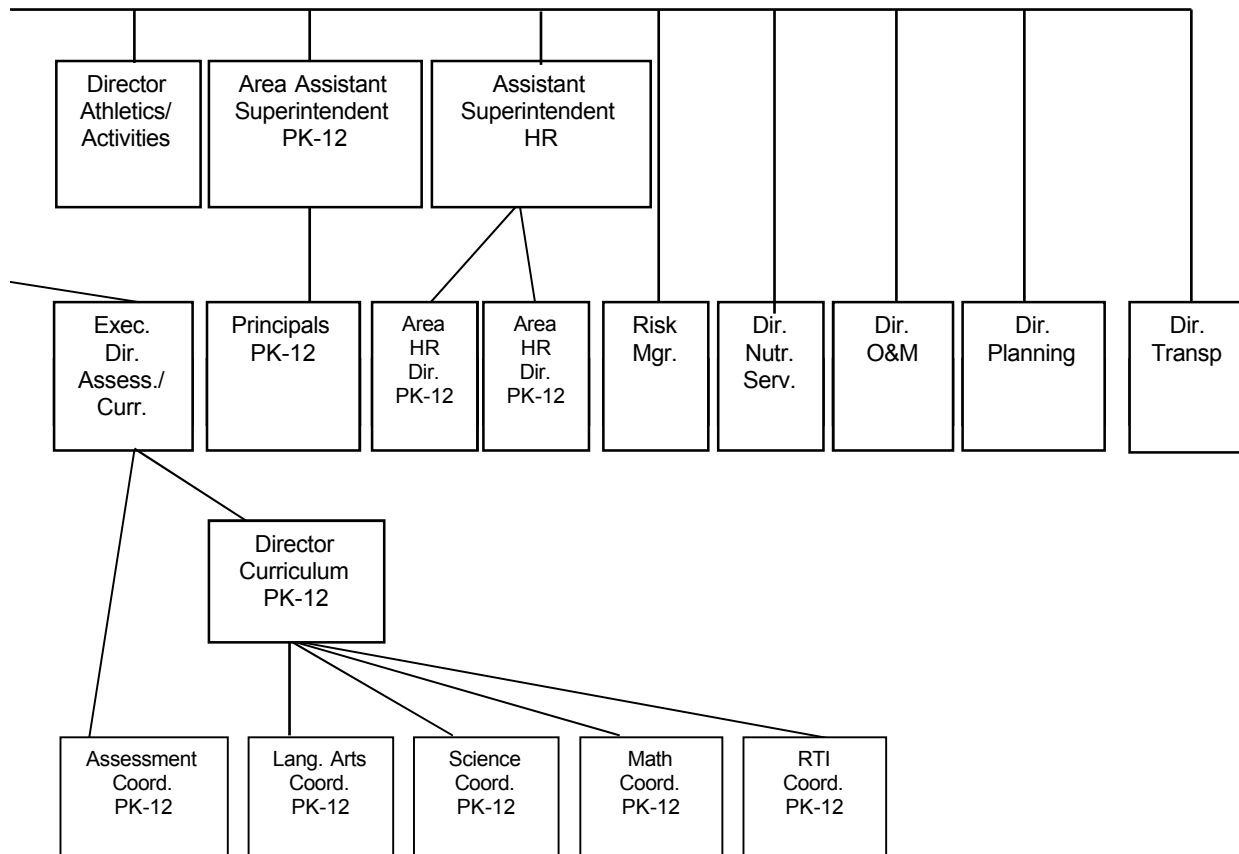 Director
Athletics/
Activities
Area Assistant
Superintendent
PK-12
Assistant
Superintendent
HR
Exec.
Dir.
Assess./
Curr.
Principals
PK-12
Area
HR
Dir.
PK-12
Area
HR
Dir.
PK-12
Risk
Mgr.
Dir.
Nutr.
Serv.
Dir.
O&M
Dir.
Planning
Dir.
Transp
Director
Curriculum
PK-12
Assessment
Coord.
PK-12
Lang. Arts
Coord.
PK-12
Science
Coord.
PK-12
Math
Coord.
PK-12
RTI
Coord.
PK-12